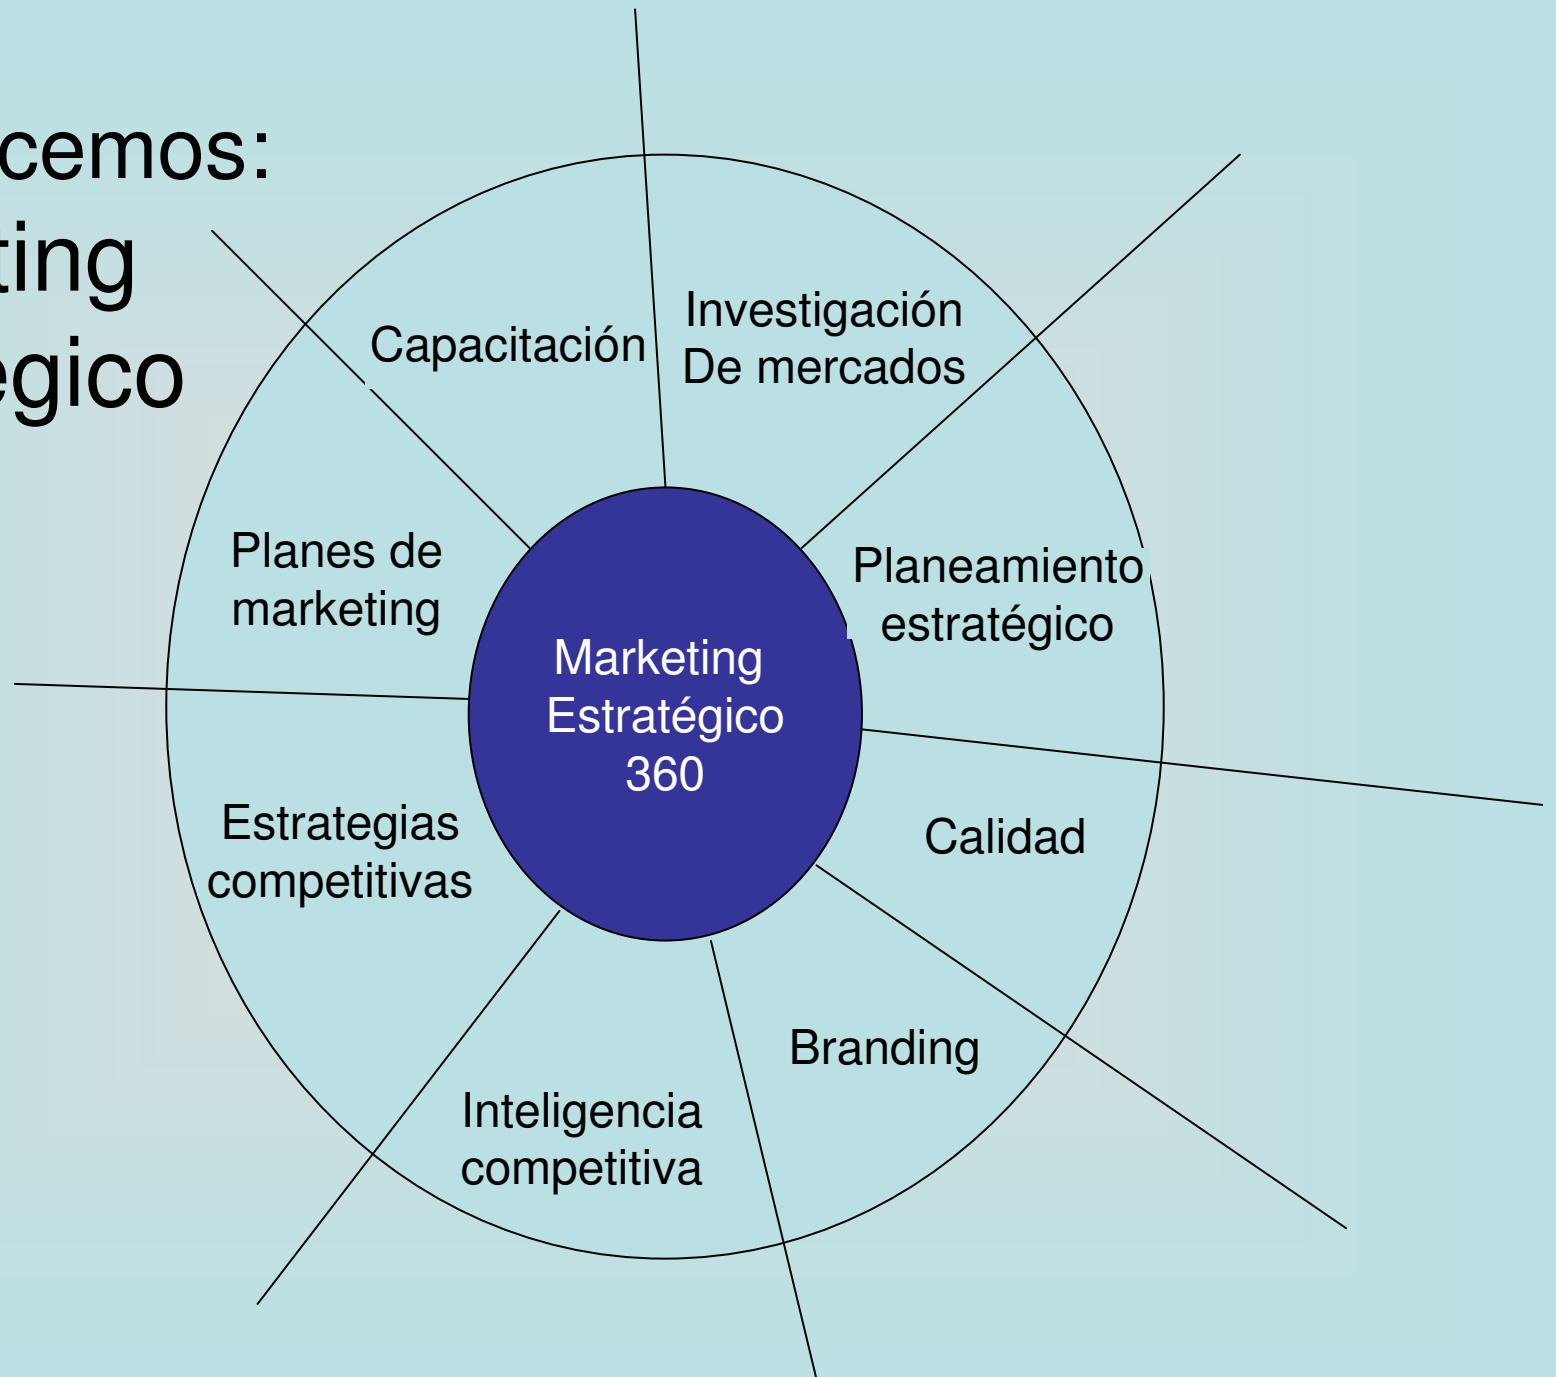 cemos:
ting
égico
Capacitación
Investigación
De mercados
Planes de
marketing
Planeamiento
estratégico
Marketing
Estratégico
360
Estrategias
competitivas
Calidad
Branding
Inteligencia
competitiva